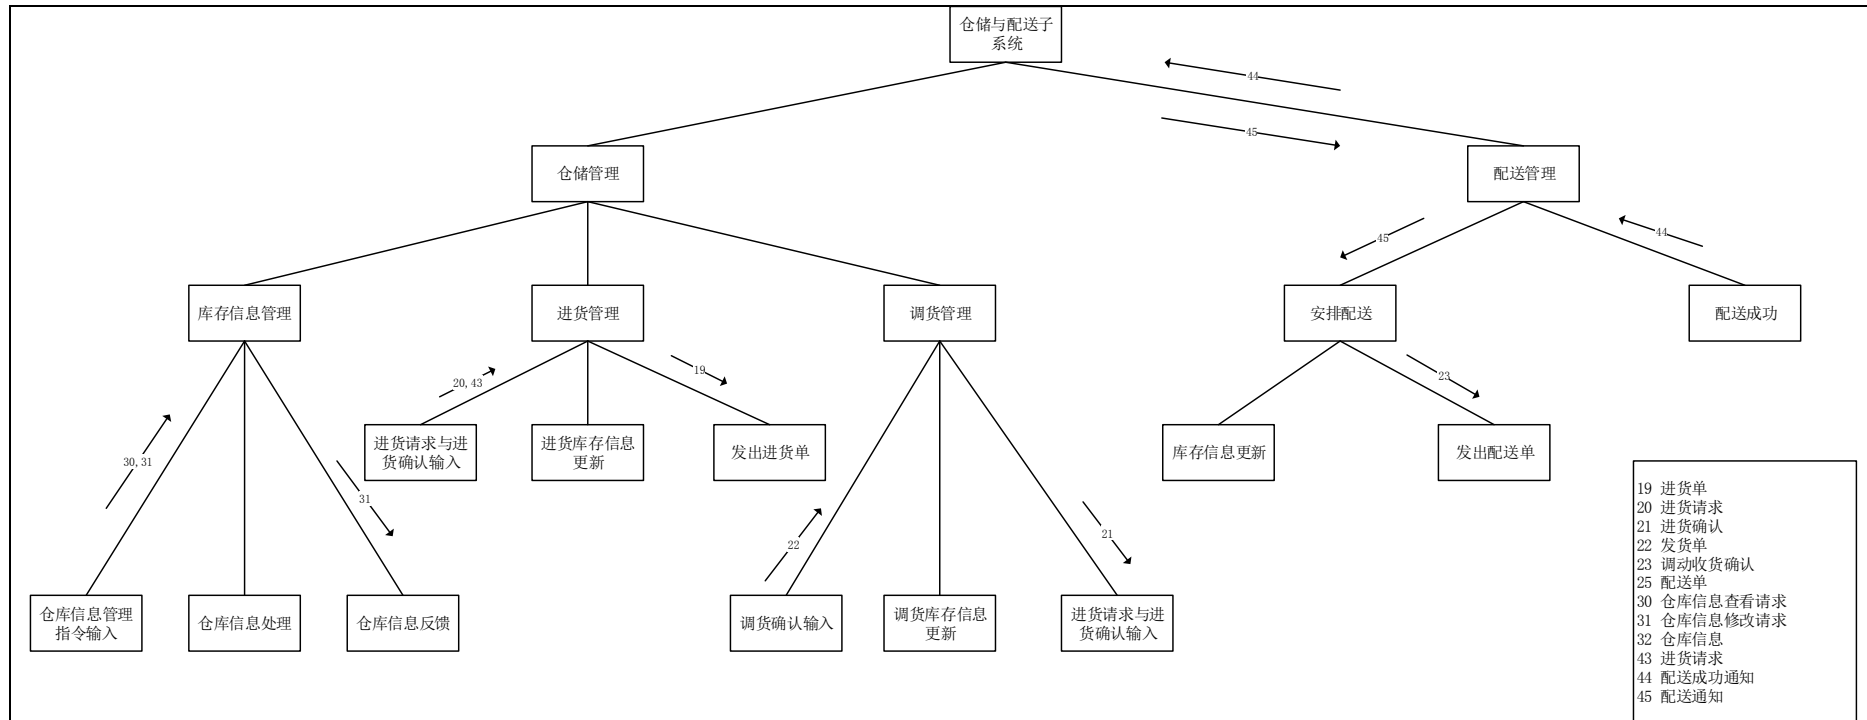 仓储与配送子
系统
44
45
仓储管理
配送管理
45
44
库存信息管理
进货管理
调货管理
安排配送
配送成功
20,43
19
23
30,31
进货请求与进
货确认输入
进货库存信息
更新
发出进货单
库存信息更新
发出配送单
31
22
21
仓库信息管理
指令输入
仓库信息处理
仓库信息反馈
调货确认输入
调货库存信息
更新
进货请求与进
货确认输入
19 进货单
20 进货请求
21 进货确认
22 发货单
23 调动收货确认
25 配送单
30 仓库信息查看请求
31 仓库信息修改请求
32 仓库信息
43 进货请求
44 配送成功通知
45 配送通知